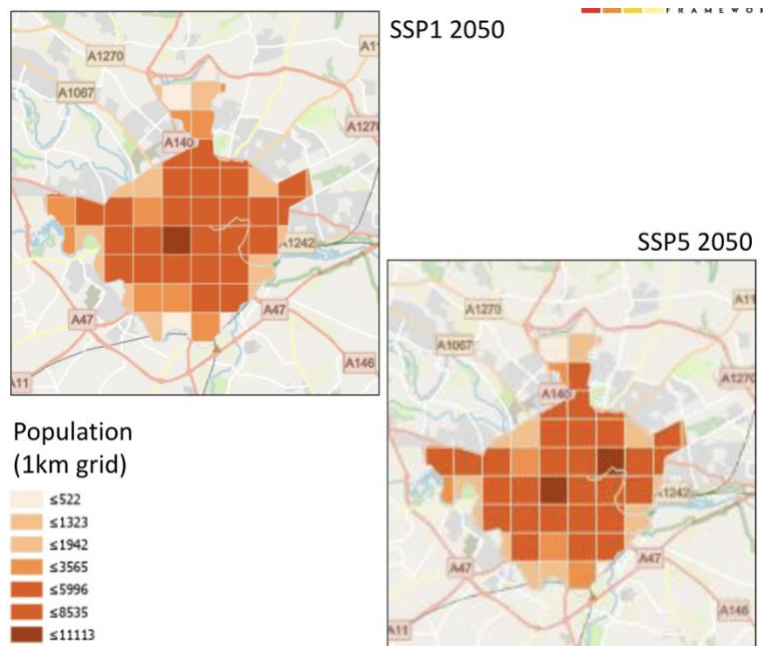 FRAMEWOR
SSP1 2050
A1270
A11
A1067
A1270
A140
A1242
A47
A47
A146
A11
SSP5 2050
A1270
A11
A1067
A1270
A140
A1242
A47
A47
A146
A11
Population
(1km grid)
≤522
≤1323
≤1942
≤3565
≤5996
≤8535
≤11113